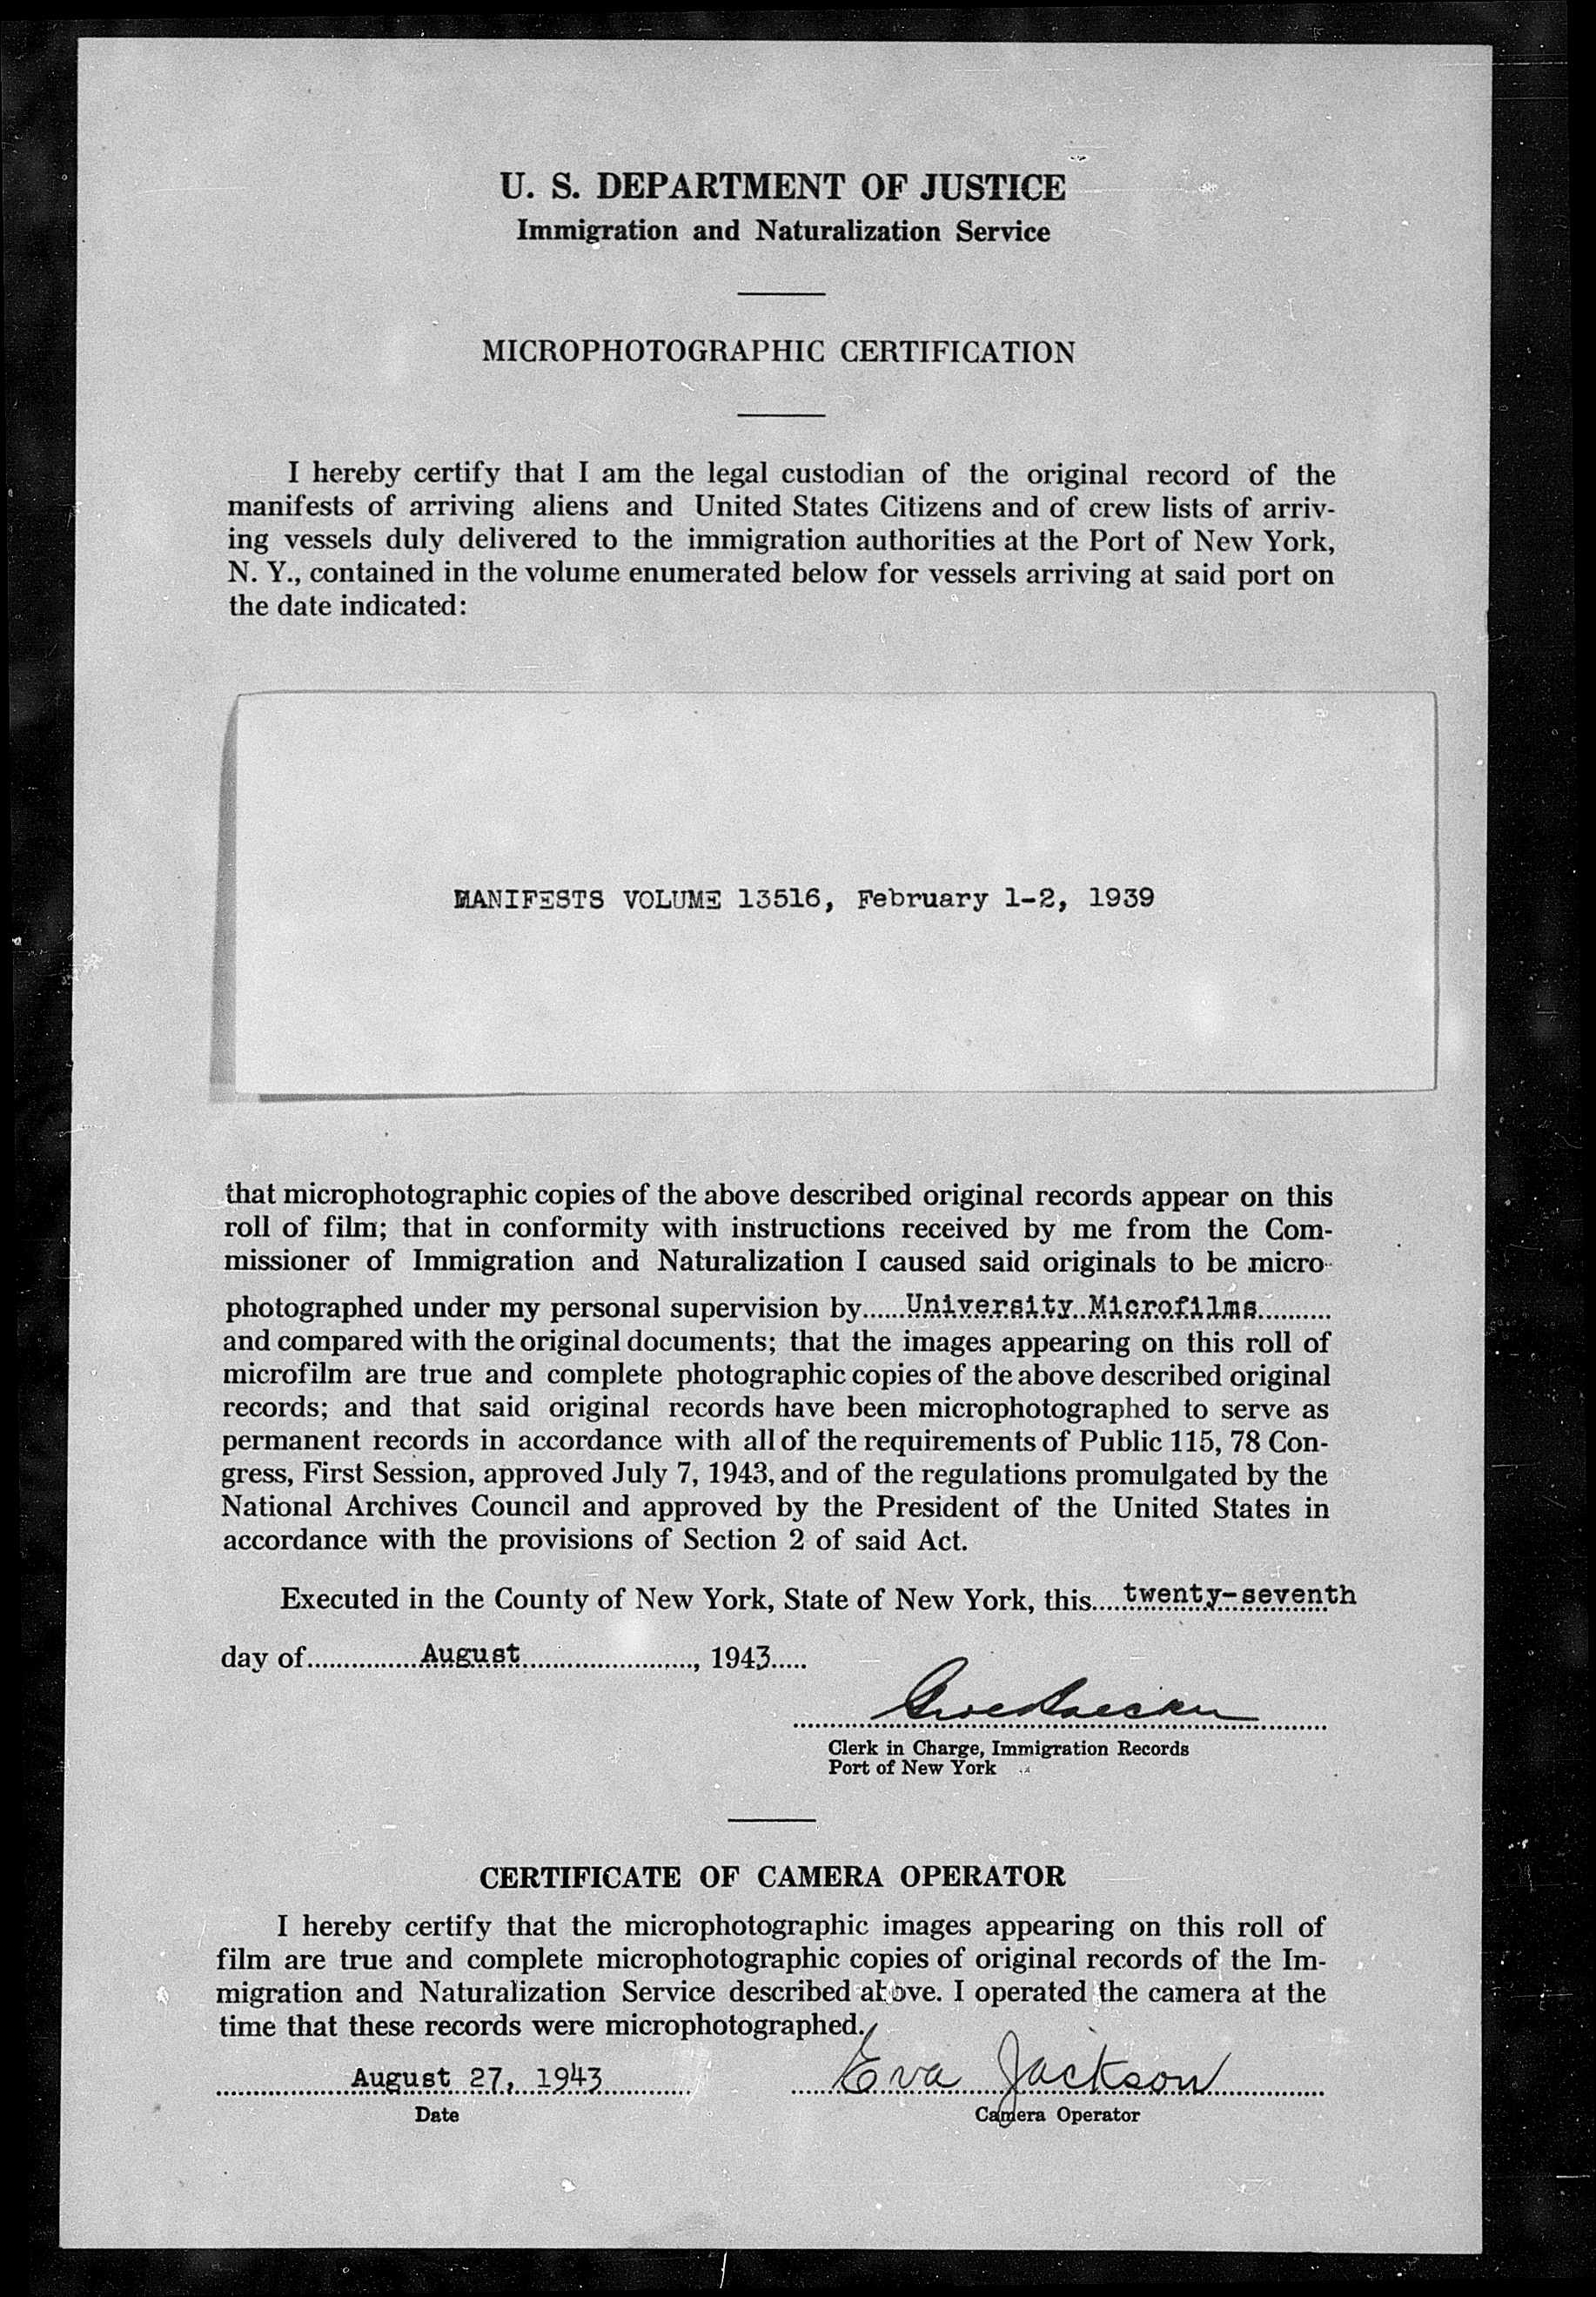 U. S. DEPARTMENT OF JUSTICE
Immigration and Naturalization Service
MICROPHOTOGRAPHIC CERTIFICATION
I hereby certify that I am the legal custodian of the original record of the
manifests of arriving aliens and United States Citizens and of crew lists of arriv-
ing vessels duly delivered to the immigration authorities at the Port of New York,
N. Y., contained in the volume enumerated below for vessels arriving at said port on
the date indicated:
MANIFESTS VOLUME 13516, February 1-2, 1939
that microphotographic copies of the above described original records appear on this
roll of film; that in conformity with instructions received by me from the Com-
missioner of Immigration and Naturalization I caused said originals to be micro-
photographed under my personal supervision by......University Microfilms..........
and compared with the original documents; that the images appearing on this roll of
microfilm are true and complete photographic copies of the above described original
records; and that said original records have been microphotographed to serve as
permanent records in accordance with all of the requirements of Public 115, 78 Con-
gress, First Session, approved July 7, 1943, and of the regulations promulgated by the
National Archives Council and approved by the President of the United States in
accordance with the provisions of Section 2 of said Act.
Executed in the County of New York, State of New York, this.....twenty-seventh
day of................August........................, 1943.....
Clerk in Charge, Immigration Records
Port of New York
CERTIFICATE OF CAMERA OPERATOR
I hereby certify that the microphotographic images appearing on this roll of
film are true and complete microphotographic copies of original records of the Im-
migration and Naturalization Service described above. I operated the camera at the
time that these records were microphotographed.
August 27, 1943 Eva Jackson
Date Camera Operator